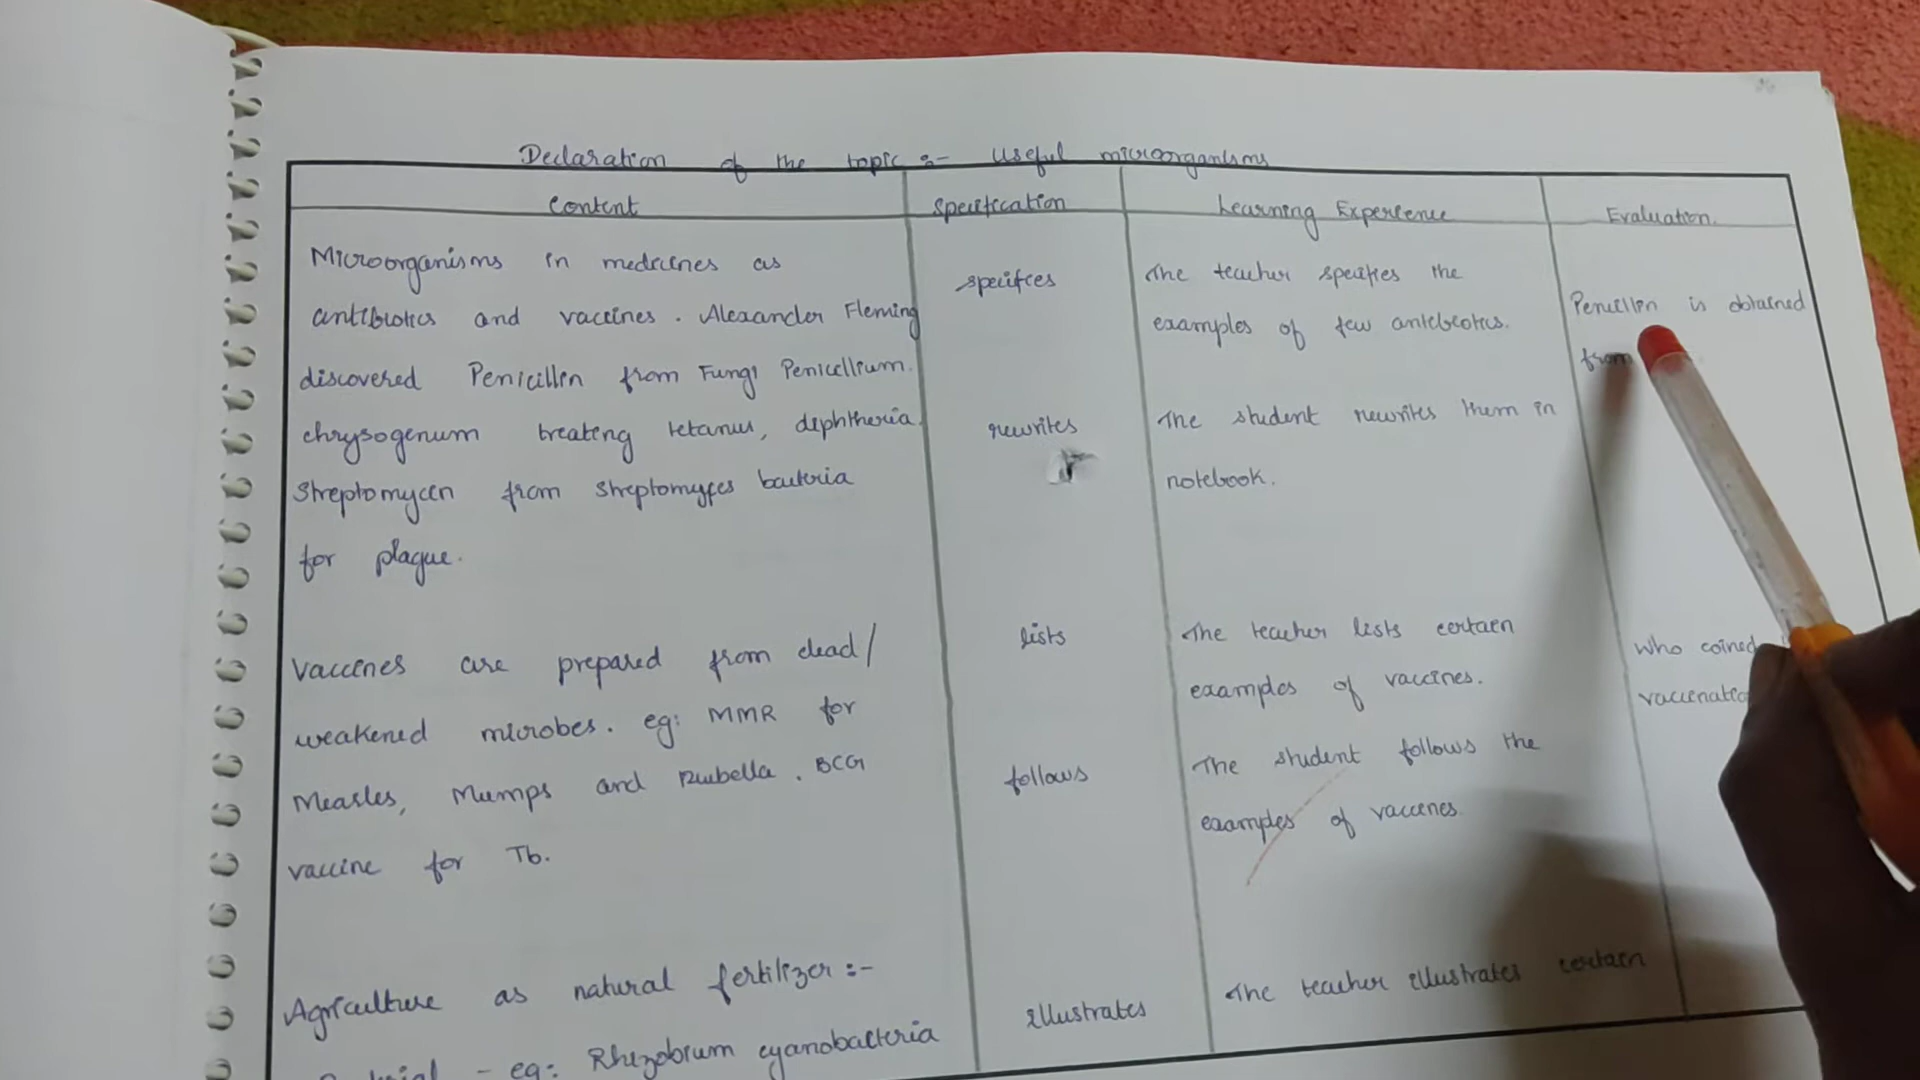 Declaration of the topic :- Useful microorganisms
Content
Specification
Learning Experience
Evaluation.
Microorganisms in medicines as
antibiotics and vaccines. Alexander Fleming
discovered Penicillin from Fungi Penicillium.
chrysogenum treating tetanus, diphtheria.
Streptomycin from Streptomyces bacteria
for plague.
Vaccines are prepared from dead/
weakened microbes. eg: MMR for
Measles, Mumps and Rubella. BCG
vaccine for Tb.
Agriculture as natural fertilizer :-
- eg: Rhizobium cyanobacteria
specifies
rewrites
lists
follows
illustrates
The teacher specifies the
examples of few antibiotics.
The student rewrites them in
notebook.
The teacher lists certain
examples of vaccines.
The student follows the
examples of vaccines
The teacher illustrates certain
Penicillin is obtained
from
Who coined